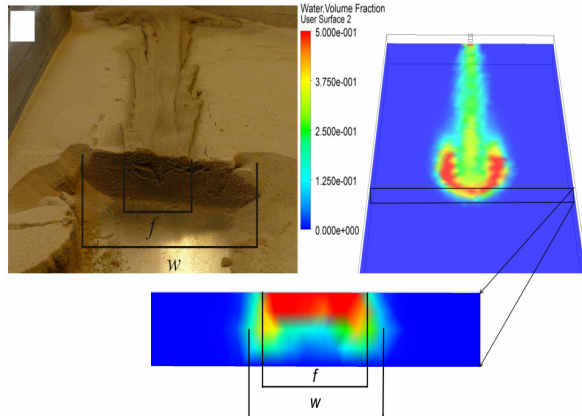 Water.Volume Fraction
User Surface 2
5.000e-001
3.750e-001
2.500e-001
1.250e-001
0.000e+000
f
w
f
w